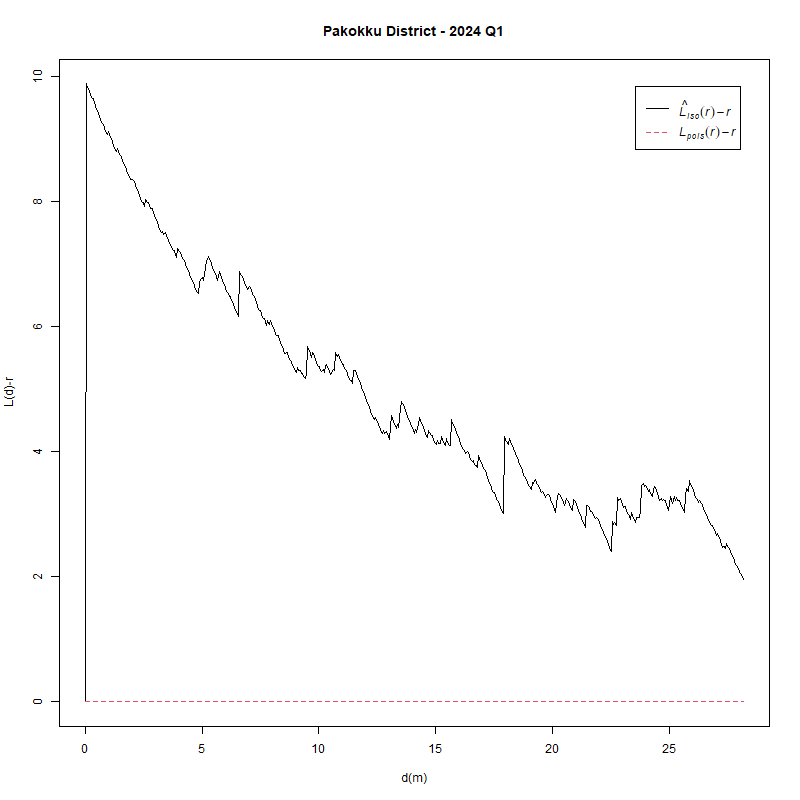 Pakokku District - 2024 Q1
L̂iso(r) − r
Lpois(r) − r
L(d)-r
10
8
6
4
2
0
0 5 10 15 20 25
d(m)